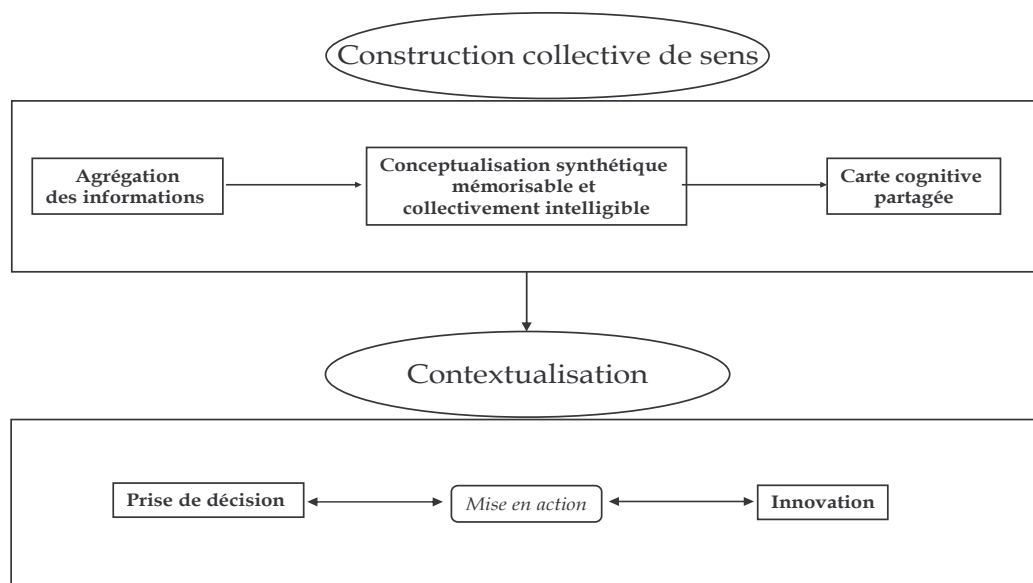 Construction collective de sens
Agrégation
des informations
Conceptualisation synthétique
mémorisable et
collectivement intelligible
Carte cognitive
partagée
Contextualisation
Prise de décision
Mise en action
Innovation